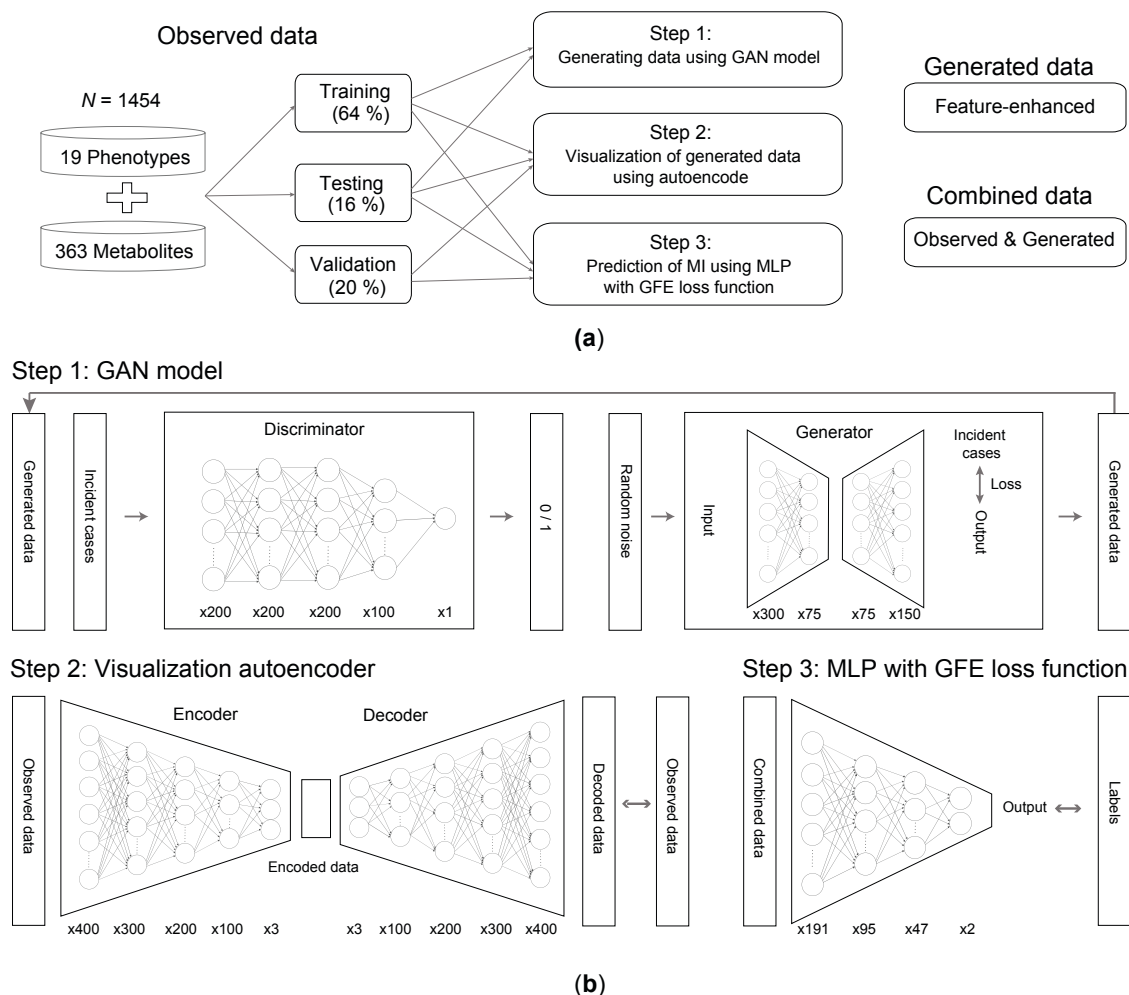 Observed data
N = 1454
19 Phenotypes
363 Metabolites
Training
(64 %)
Testing
(16 %)
Validation
(20 %)
Step 1:
Generating data using GAN model
Step 2:
Visualization of generated data
using autoencode
Step 3:
Prediction of MI using MLP
with GFE loss function
Generated data
Feature-enhanced
Combined data
Observed & Generated
(a)
Step 1: GAN model
Generated data
Incident cases
Discriminator
x200
x200
x200
x100
x1
0 / 1
Random noise
Input
Generator
x300
x75
x75
x150
Incident
cases
Loss
Output
Generated data
Step 2: Visualization autoencoder
Observed data
Encoder
x400
x300
x200
x100
x3
Encoded data
Decoder
x3
x100
x200
x300
x400
Decoded data
Observed data
Step 3: MLP with GFE loss function
Combined data
x191
x95
x47
x2
Output
Labels
(b)